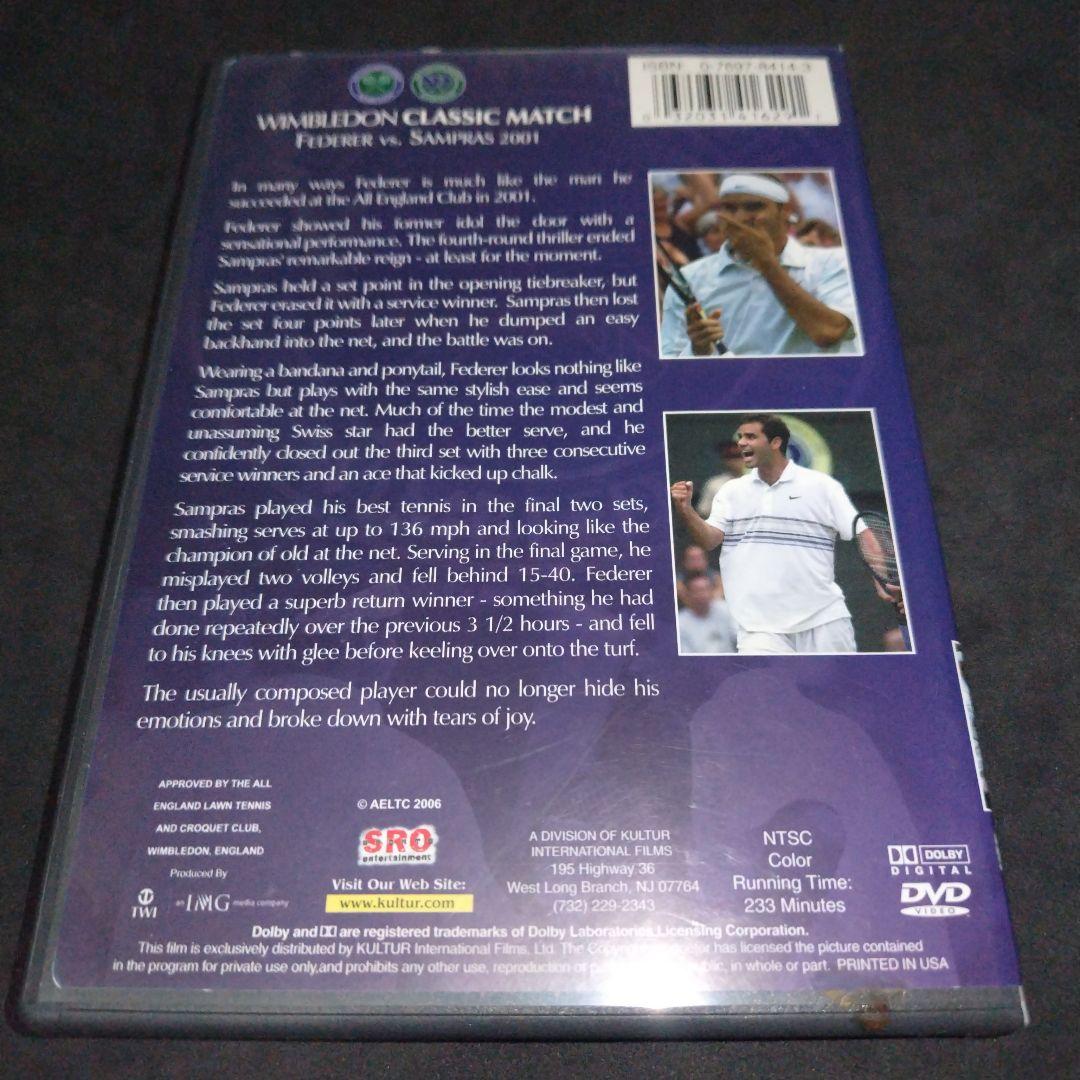 ISBN 0-7697-8414-3
WIMBLEDON CLASSIC MATCH
FEDERER VS. SAMPRAS 2001
In many ways Federer is much like the man he
succeeded at the All England Club in 2001.
Federer showed his former idol the door with a
sensational performance. The fourth-round thriller ended
Sampras' remarkable reign - at least for the moment.
Sampras held a set point in the opening tiebreaker, but
Federer erased it with a service winner. Sampras then lost
the set four points later when he dumped an easy
backhand into the net, and the battle was on.
Wearing a bandana and ponytail, Federer looks nothing like
Sampras but plays with the same stylish ease and seems
comfortable at the net. Much of the time the modest and
unassuming Swiss star had the better serve, and he
confidently closed out the third set with three consecutive
service winners and an ace that kicked up chalk.
Sampras played his best tennis in the final two sets,
smashing serves at up to 136 mph and looking like the
champion of old at the net. Serving in the final game, he
misplayed two volleys and fell behind 15-40. Federer
then played a superb return winner - something he had
done repeatedly over the previous 3 1/2 hours - and fell
to his knees with glee before keeling over onto the turf.
The usually composed player could no longer hide his
emotions and broke down with tears of joy.
APPROVED BY THE ALL
ENGLAND LAWN TENNIS
AND CROQUET CLUB,
WIMBLEDON, ENGLAND
Produced By
TWI an IMG media company
© AELTC 2006
SRO
entertainment
Visit Our Web Site:
www.kultur.com
A DIVISION OF KULTUR
INTERNATIONAL FILMS
195 Highway 36
West Long Branch, NJ 07764
(732) 229-2343
NTSC
Color
Running Time:
233 Minutes
DOLBY
DIGITAL
DVD
VIDEO
Dolby and are registered trademarks of Dolby Laboratories Licensing Corporation.
This film is exclusively distributed by KULTUR International Films, Ltd. The has licensed the picture contained
in the program for private use only,and prohibits any other use, reproduction in whole or part. PRINTED IN USA